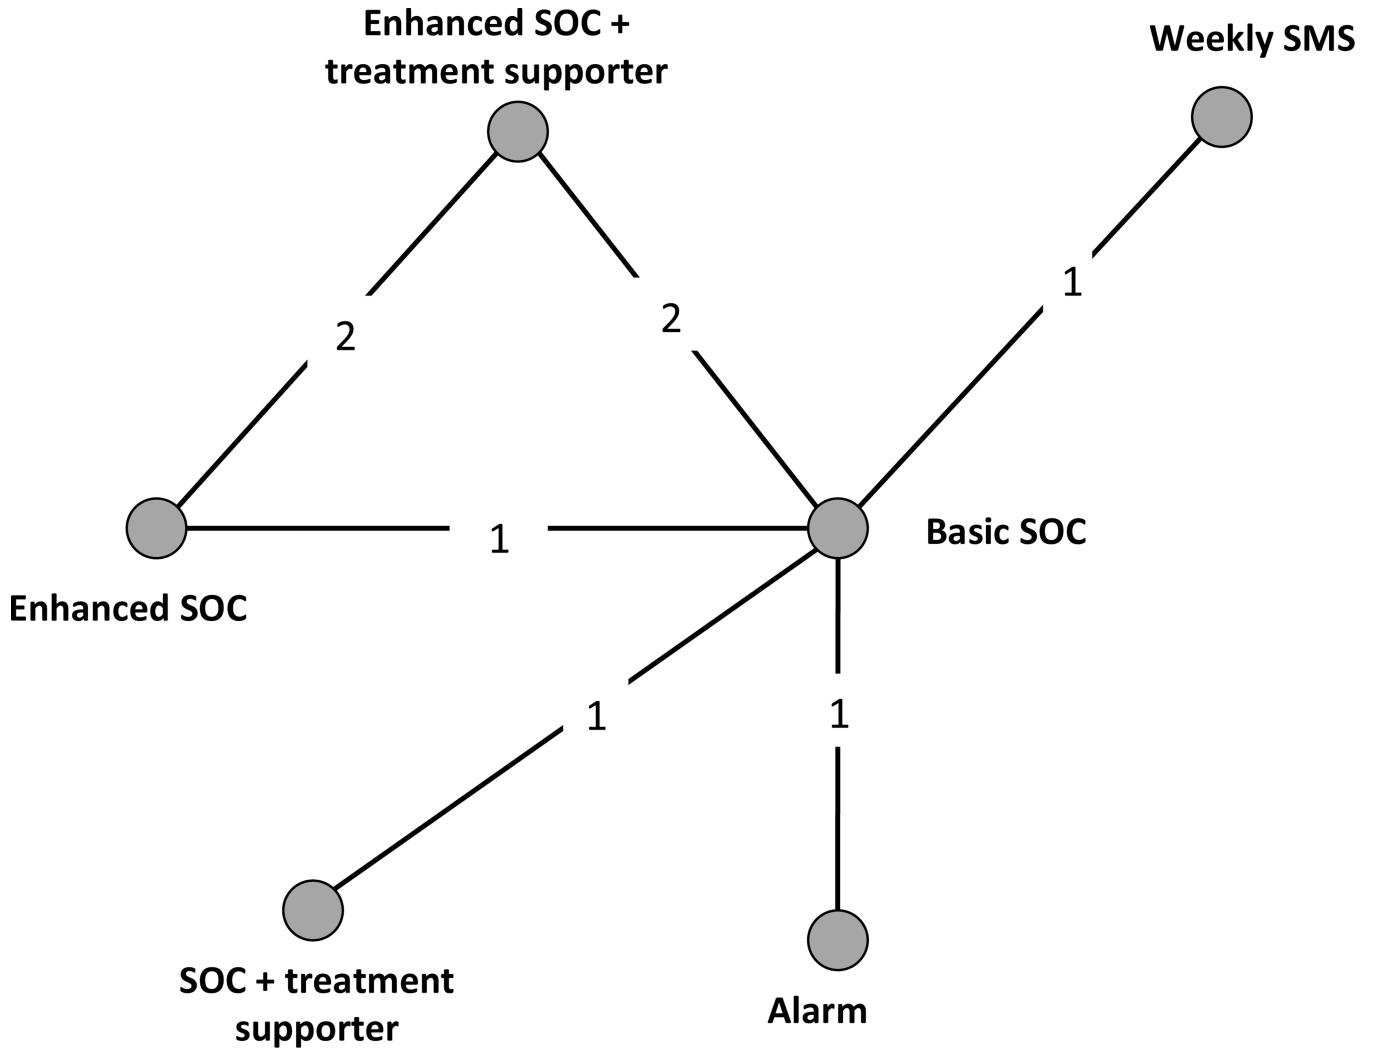 Enhanced SOC +
treatment supporter
Weekly SMS
1
2
2
Basic SOC
1
Enhanced SOC
1
1
SOC + treatment
supporter
Alarm